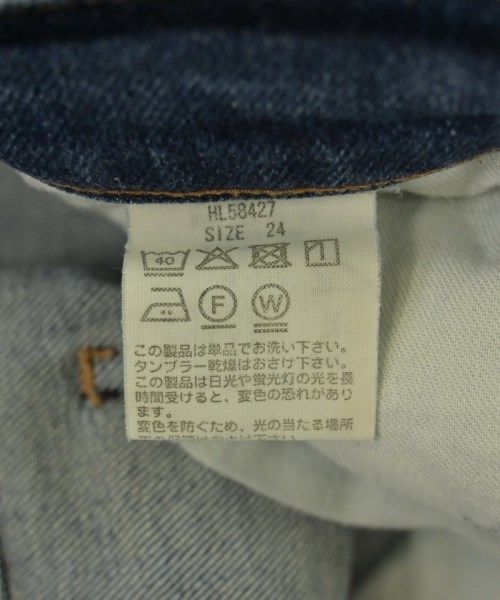 HL58427
SIZE 24
40
F W
この製品は単品でお洗い下さい。
タンブラー乾燥はおさけ下さい。
この製品は日光や蛍光灯の光を長
時間受けると、変色の恐れがあり
ます。
変色を防ぐため、光の当たる場所